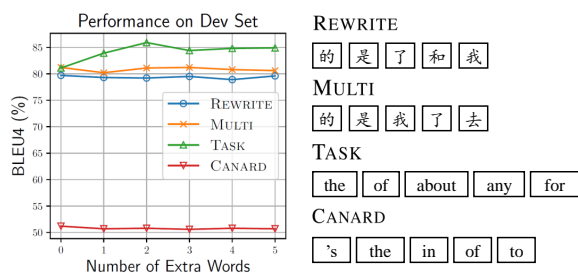 Performance on Dev Set
BLEU4 (%)
85
80
75
70
65
60
55
50
0 1 2 3 4 5
Number of Extra Words
REWRITE
MULTI
TASK
CANARD
REWRITE
的 是 了 和 我
MULTI
的 是 我 了 去
TASK
the of about any for
CANARD
's the in of to